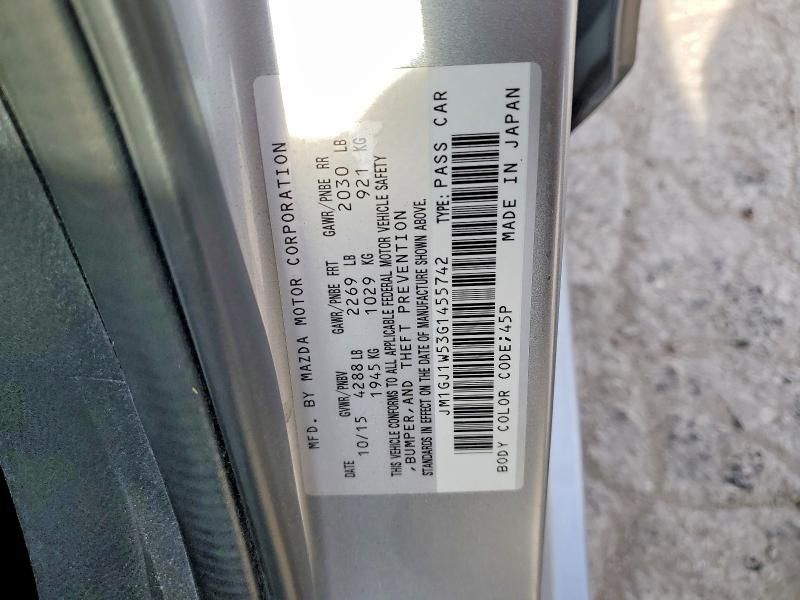 MFD. BY MAZDA MOTOR CORPORATION
DATE GVWR/PNBV GAWR/PNBE FRT GAWR/PNBE RR
10/15 4288 LB 2269 LB 2030 LB
1945 KG 1029 KG 921 KG
THIS VEHICLE CONFORMS TO ALL APPLICABLE FEDERAL MOTOR VEHICLE SAFETY
,BUMPER,AND THEFT PREVENTION
STANDARDS IN EFFECT ON THE DATE OF MANUFACTURE SHOWN ABOVE.
JM1GJ1W53G1455742 TYPE: PASS CAR
BODY COLOR CODE;45P MADE IN JAPAN